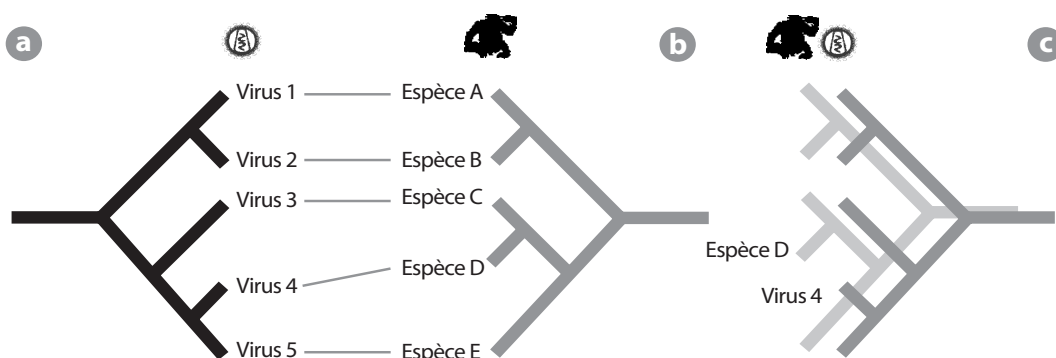 a
b
c
Virus 1
Espèce A
Virus 2
Espèce B
Virus 3
Espèce C
Espèce D
Espèce D
Virus 4
Virus 4
Virus 5
Espèce E